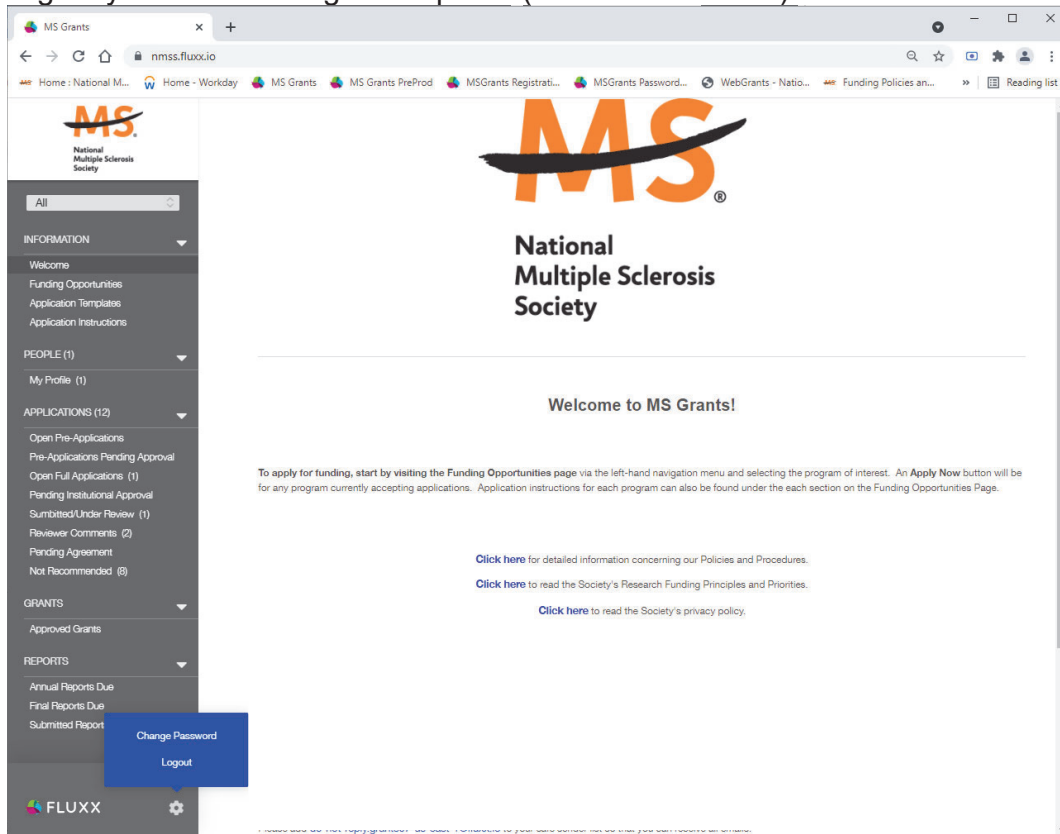 MS Grants
nmss.fluxx.io
Home : National M...
Home - Workday
MS Grants
MS Grants PreProd
MSGrants Registrati...
MSGrants Password...
WebGrants - Natio...
Funding Policies an...
»
Reading list
MS.
National
Multiple Sclerosis
Society
All
INFORMATION
Welcome
Funding Opportunities
Application Templates
Application Instructions
PEOPLE (1)
My Profile (1)
APPLICATIONS (12)
Open Pre-Applications
Pre-Applications Pending Approval
Open Full Applications (1)
Pending Institutional Approval
Sumbitted/Under Review (1)
Reviewer Comments (2)
Pending Agreement
Not Recommended (8)
GRANTS
Approved Grants
REPORTS
Annual Reports Due
Final Reports Due
Submitted Report
Change Password
Logout
FLUXX
MS®
National
Multiple Sclerosis
Society
Welcome to MS Grants!
To apply for funding, start by visiting the Funding Opportunities page via the left-hand navigation menu and selecting the program of interest. An Apply Now button will be
for any program currently accepting applications. Application instructions for each program can also be found under the each section on the Funding Opportunities Page.
Click here for detailed information concerning our Policies and Procedures.
Click here to read the Society's Research Funding Principles and Priorities.
Click here to read the Society's privacy policy.